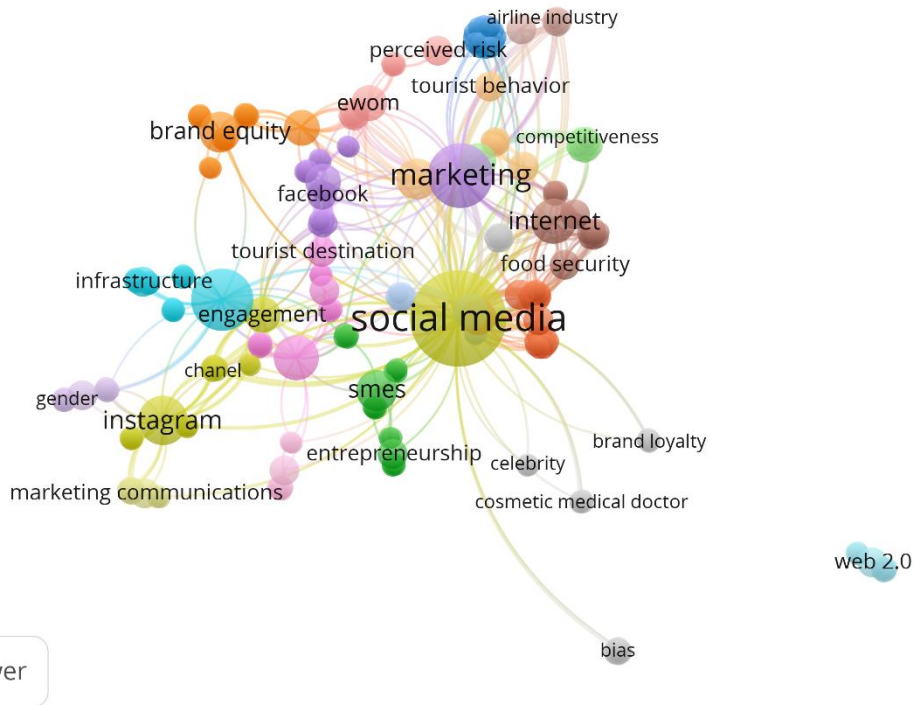 airline industry
perceived risk
tourist behavior
ewom
brand equity
competitiveness
marketing
facebook
internet
tourist destination
food security
infrastructure
engagement
social media
chanel
smes
gender
instagram
brand loyalty
entrepreneurship
celebrity
marketing communications
cosmetic medical doctor
web 2.0
bias